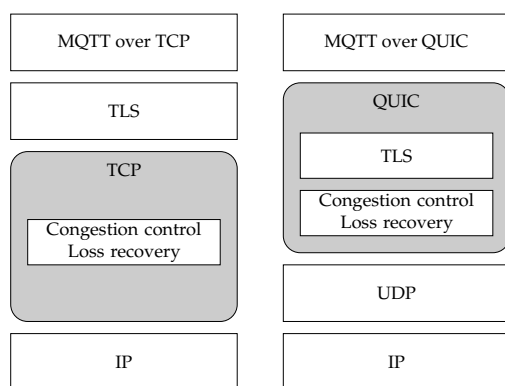 MQTT over TCP
TLS
TCP
Congestion control
Loss recovery
IP
MQTT over QUIC
QUIC
TLS
Congestion control
Loss recovery
UDP
IP